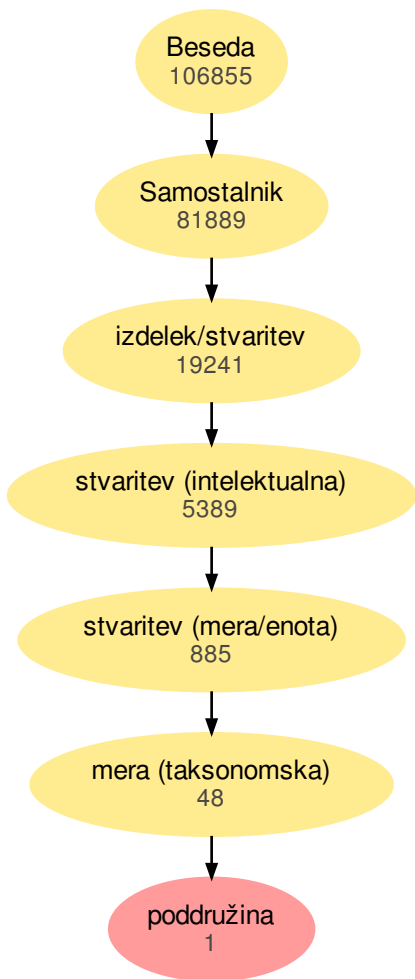 Beseda
106855
Samostalnik
81889
izdelek/stvaritev
19241
stvaritev (intelektualna)
5389
stvaritev (mera/enota)
885
mera (taksonomska)
48
poddružina
1